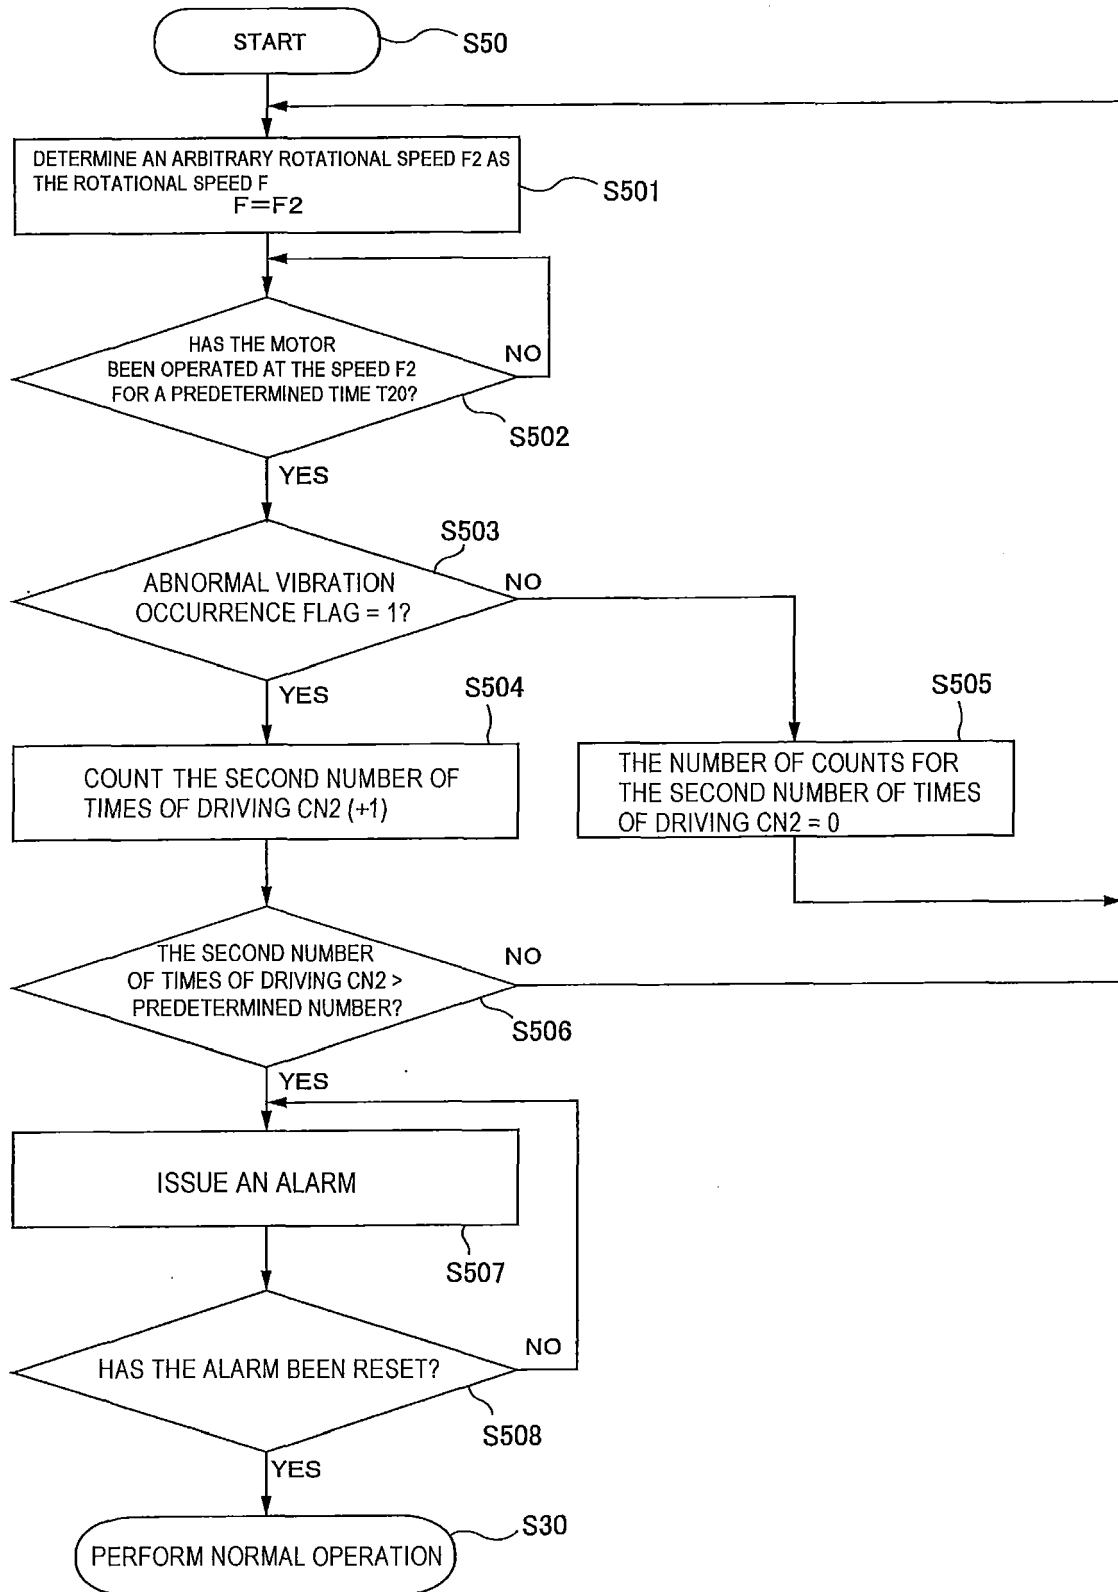 START
S50
DETERMINE AN ARBITRARY ROTATIONAL SPEED F2 AS
THE ROTATIONAL SPEED F
F=F2
S501
HAS THE MOTOR
BEEN OPERATED AT THE SPEED F2
FOR A PREDETERMINED TIME T20?
NO
S502
YES
S503
ABNORMAL VIBRATION
OCCURRENCE FLAG = 1?
NO
YES
S504
S505
COUNT THE SECOND NUMBER OF
TIMES OF DRIVING CN2 (+1)
THE NUMBER OF COUNTS FOR
THE SECOND NUMBER OF TIMES
OF DRIVING CN2 = 0
THE SECOND NUMBER
OF TIMES OF DRIVING CN2 >
PREDETERMINED NUMBER?
NO
S506
YES
ISSUE AN ALARM
S507
HAS THE ALARM BEEN RESET?
NO
S508
YES
S30
PERFORM NORMAL OPERATION